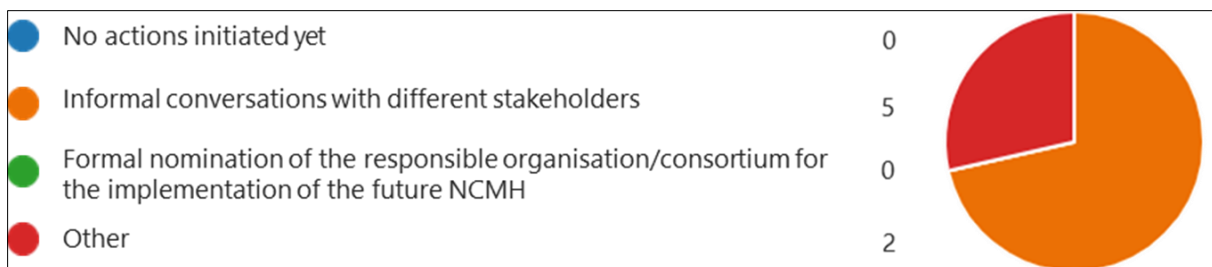 No actions initiated yet 0
Informal conversations with different stakeholders 5
Formal nomination of the responsible organisation/consortium for
the implementation of the future NCMH 0
Other 2